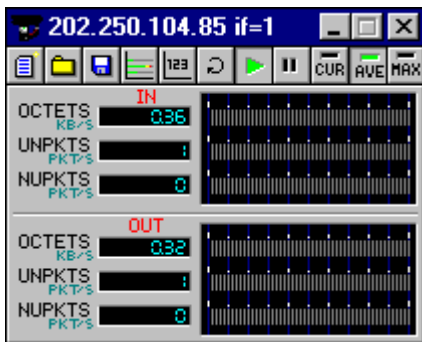 202.250.104.85 if=1
123 CUR AVE MAX
IN
OCTETS 0.36
KB/S
UNPKTS 1
PKT/S
NUPKTS 0
PKT/S
OUT
OCTETS 0.32
KB/S
UNPKTS 1
PKT/S
NUPKTS 0
PKT/S